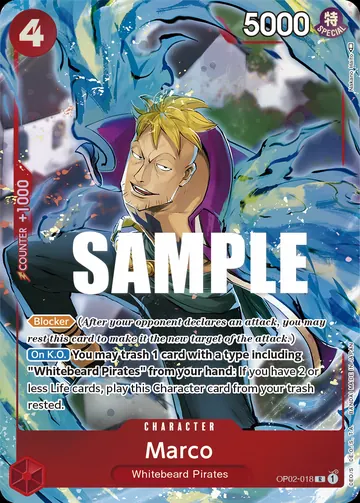 4
5000
特
SPECIAL
COUNTER +1000
SAMPLE
Blocker (After your opponent declares an attack, you may
rest this card to make it the new target of the attack.)
On K.O. You may trash 1 card with a type including
"Whitebeard Pirates" from your hand: If you have 2 or
less Life cards, play this Character card from your trash
rested.
CHARACTER
Marco
Whitebeard Pirates
OP02-018 R 1